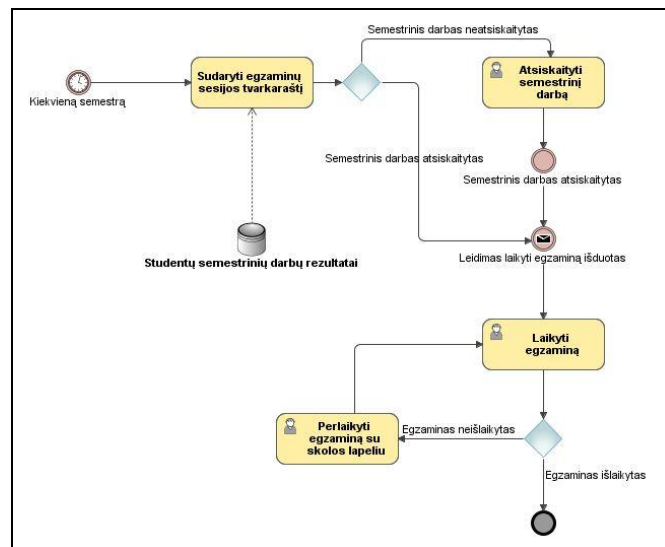 Semestrinis darbas neatsiskaitytas
Sudaryti egzaminų
sesijos tvarkaraštį
Atsiskaityti
semestrinį
darbą
Kiekvieną semestrą
Semestrinis darbas atsiskaitytas
Semestrinis darbas atsiskaitytas
Studentų semestrinių darbų rezultatai
Leidimas laikyti egzaminą išduotas
Laikyti
egzaminą
Perlaikyti
egzaminą su
skolos lapeliu
Egzaminas neišlaikytas
Egzaminas išlaikytas